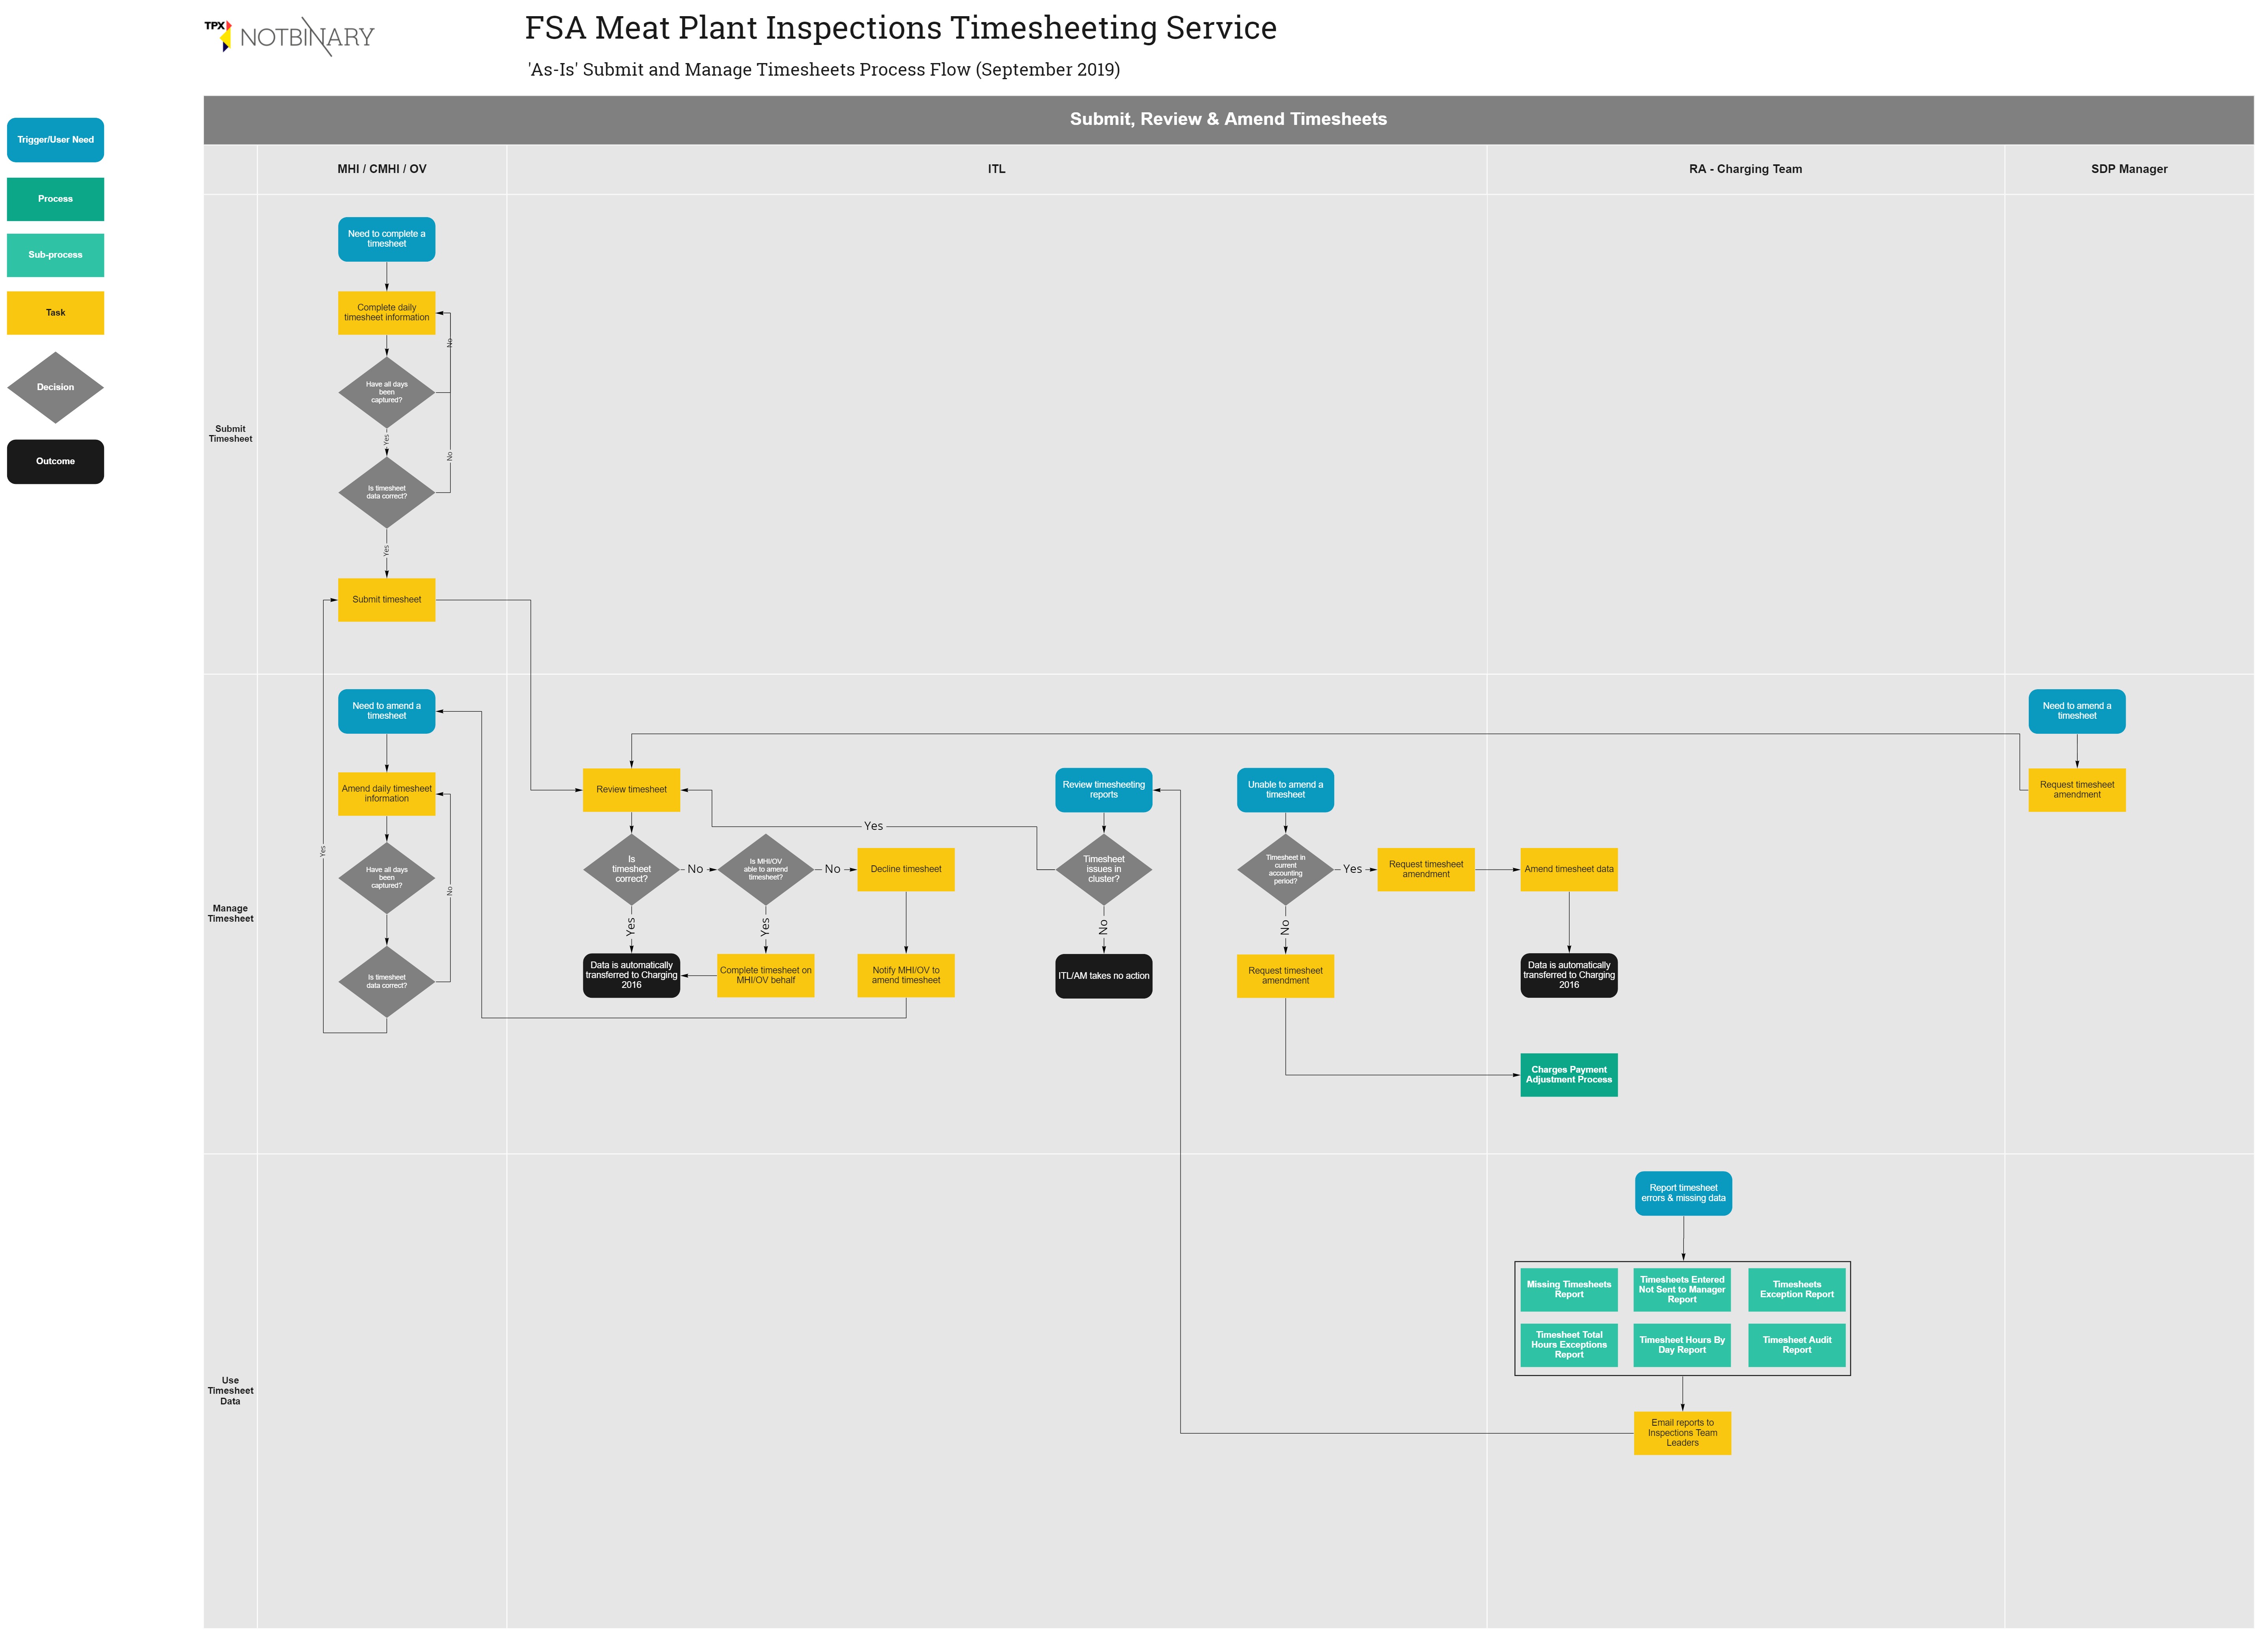 TPX NOTBINARY
FSA Meat Plant Inspections Timesheeting Service
'As-Is' Submit and Manage Timesheets Process Flow (September 2019)
Trigger/User Need
Process
Sub-process
Task
Decision
Outcome
Submit, Review & Amend Timesheets
MHI / CMHI / OV
ITL
RA - Charging Team
SDP Manager
Submit
Timesheet
Need to complete a
timesheet
Complete daily
timesheet information
No
Have all days
been
captured?
Yes
No
Is timesheet
data correct?
Yes
Submit timesheet
Manage
Timesheet
Need to amend a
timesheet
Amend daily timesheet
information
Yes
Have all days
been
captured?
No
Is timesheet
data correct?
Review timesheet
Is
timesheet
correct?
No
Is MHI/OV
able to amend
timesheet?
No
Decline timesheet
Yes
Yes
Data is automatically
transferred to Charging
2016
Complete timesheet on
MHI/OV behalf
Notify MHI/OV to
amend timesheet
Yes
Review timesheeting
reports
Timesheet
issues in
cluster?
No
ITL/AM takes no action
Unable to amend a
timesheet
Timesheet in
current
accounting
period?
Yes
Request timesheet
amendment
No
Request timesheet
amendment
Amend timesheet data
Data is automatically
transferred to Charging
2016
Charges Payment
Adjustment Process
Need to amend a
timesheet
Request timesheet
amendment
Use
Timesheet
Data
Report timesheet
errors & missing data
Missing Timesheets
Report
Timesheets Entered
Not Sent to Manager
Report
Timesheets
Exception Report
Timesheet Total
Hours Exceptions
Report
Timesheet Hours By
Day Report
Timesheet Audit
Report
Email reports to
Inspections Team
Leaders